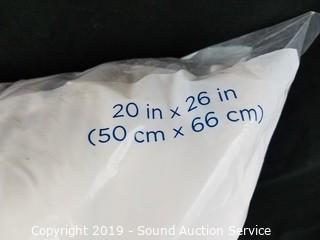 20 in x 26 in
(50 cm x 66 cm)
Copyright 2019 - Sound Auction Service